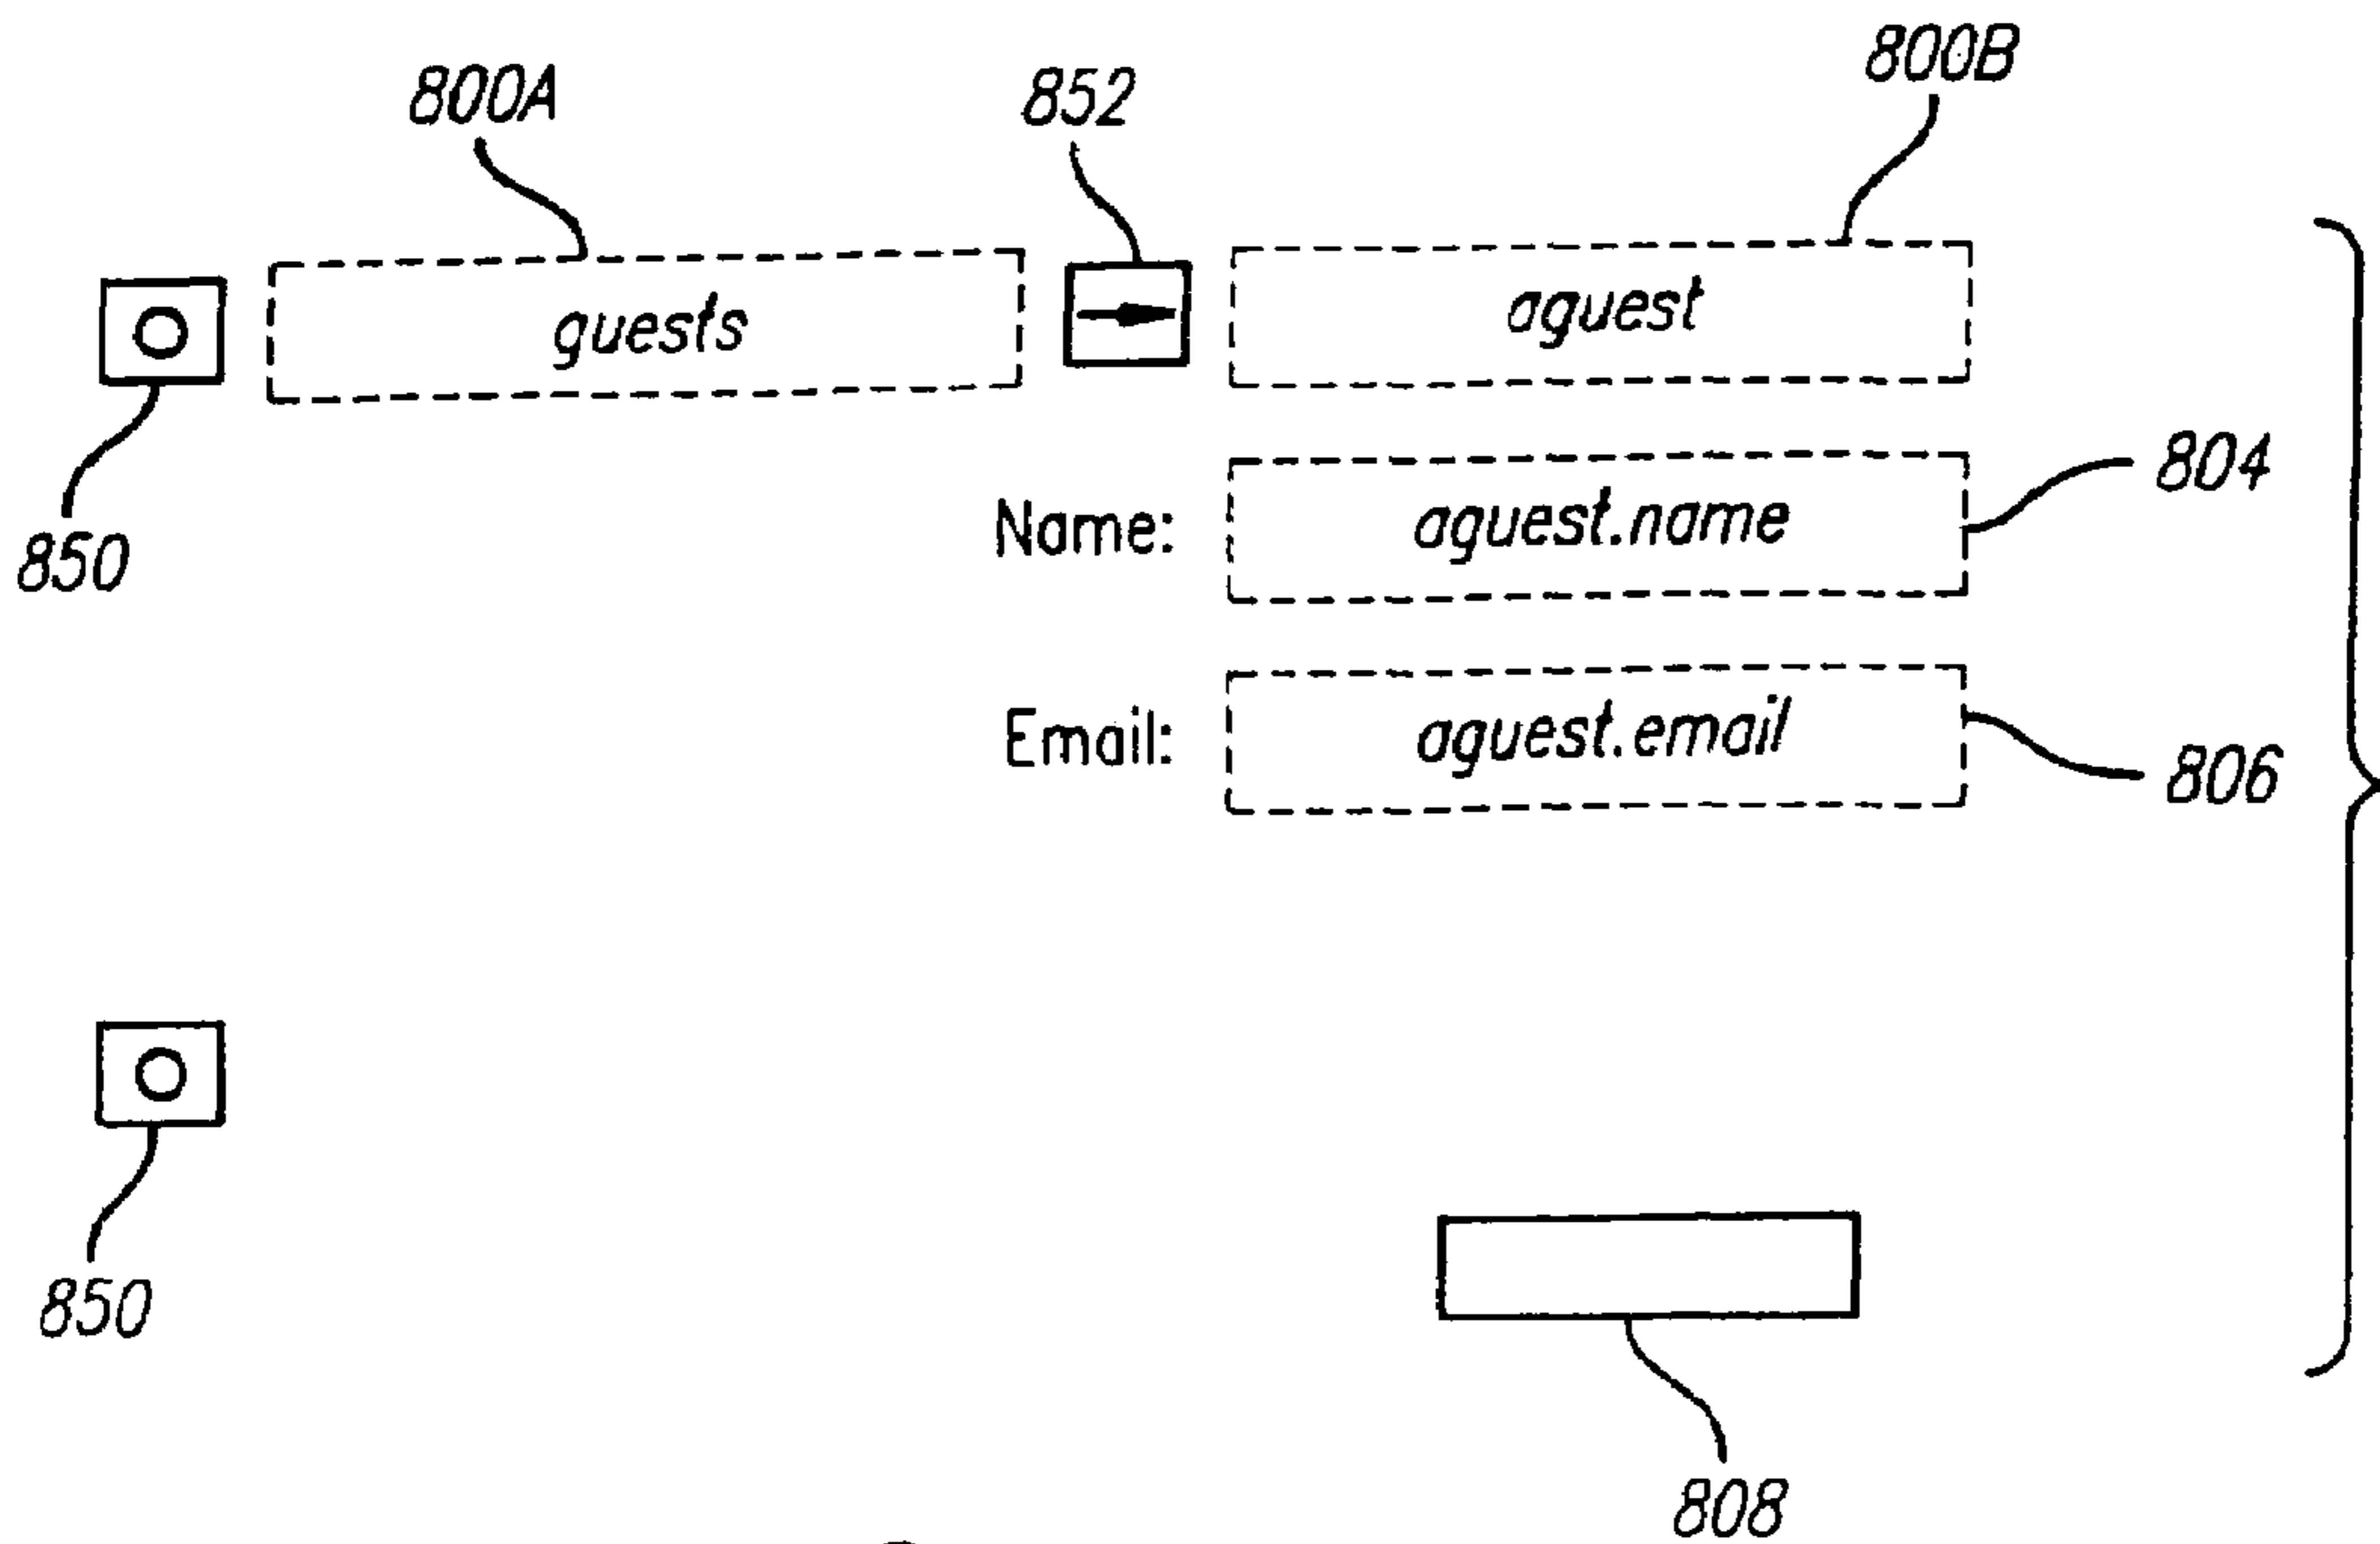 800A 852 800B
guests aguest
850
Name: aguest.name 804
Email: aguest.email 806
850
808